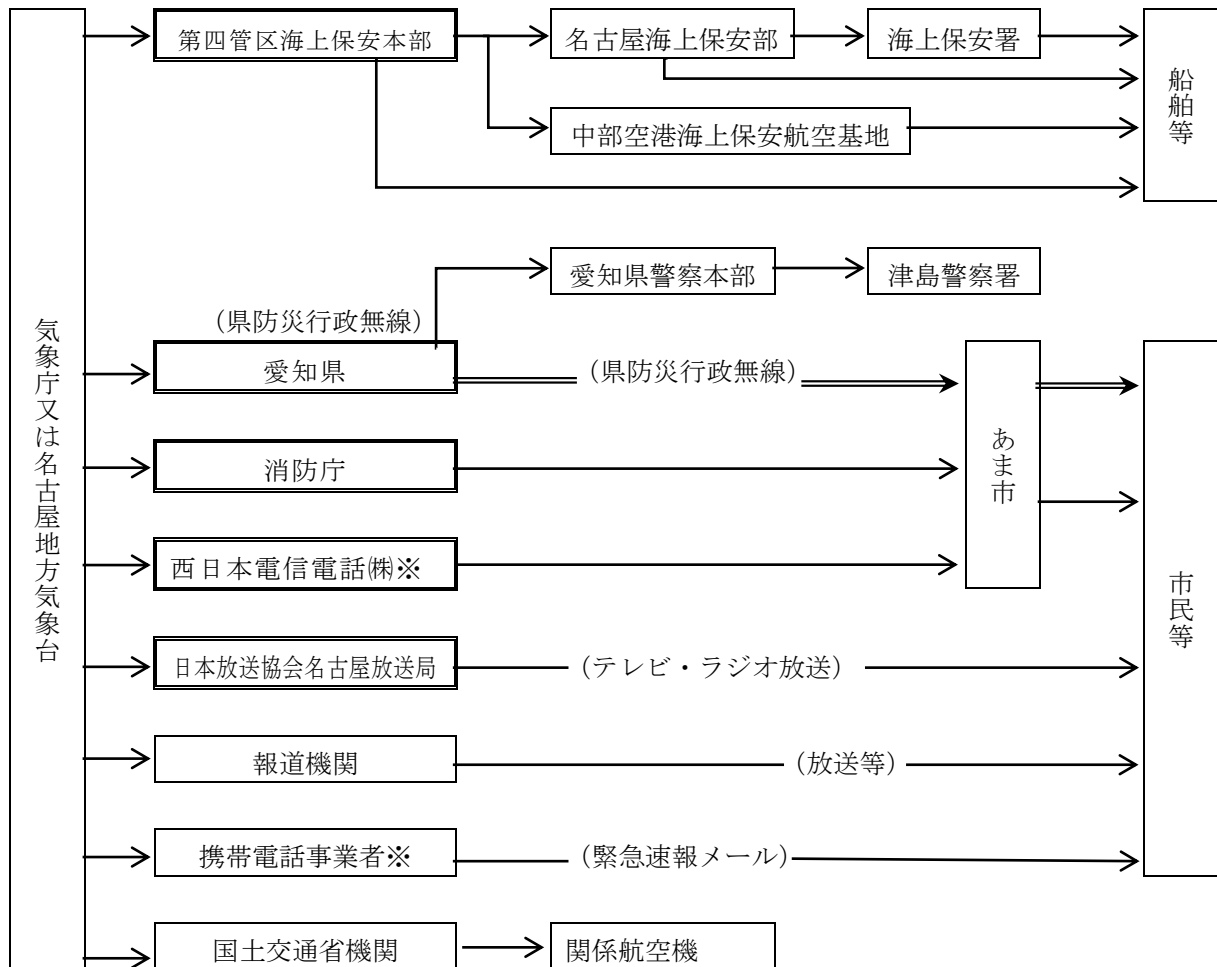 第四管区海上保安本部
名古屋海上保安部
海上保安署
船舶等
中部空港海上保安航空基地
愛知県警察本部
津島警察署
(県防災行政無線)
気象庁又は名古屋地方気象台
愛知県
(県防災行政無線)
あま市
市民等
消防庁
西日本電信電話㈱※
日本放送協会名古屋放送局
(テレビ・ラジオ放送)
報道機関
(放送等)
携帯電話事業者※
(緊急速報メール)
国土交通省機関
関係航空機